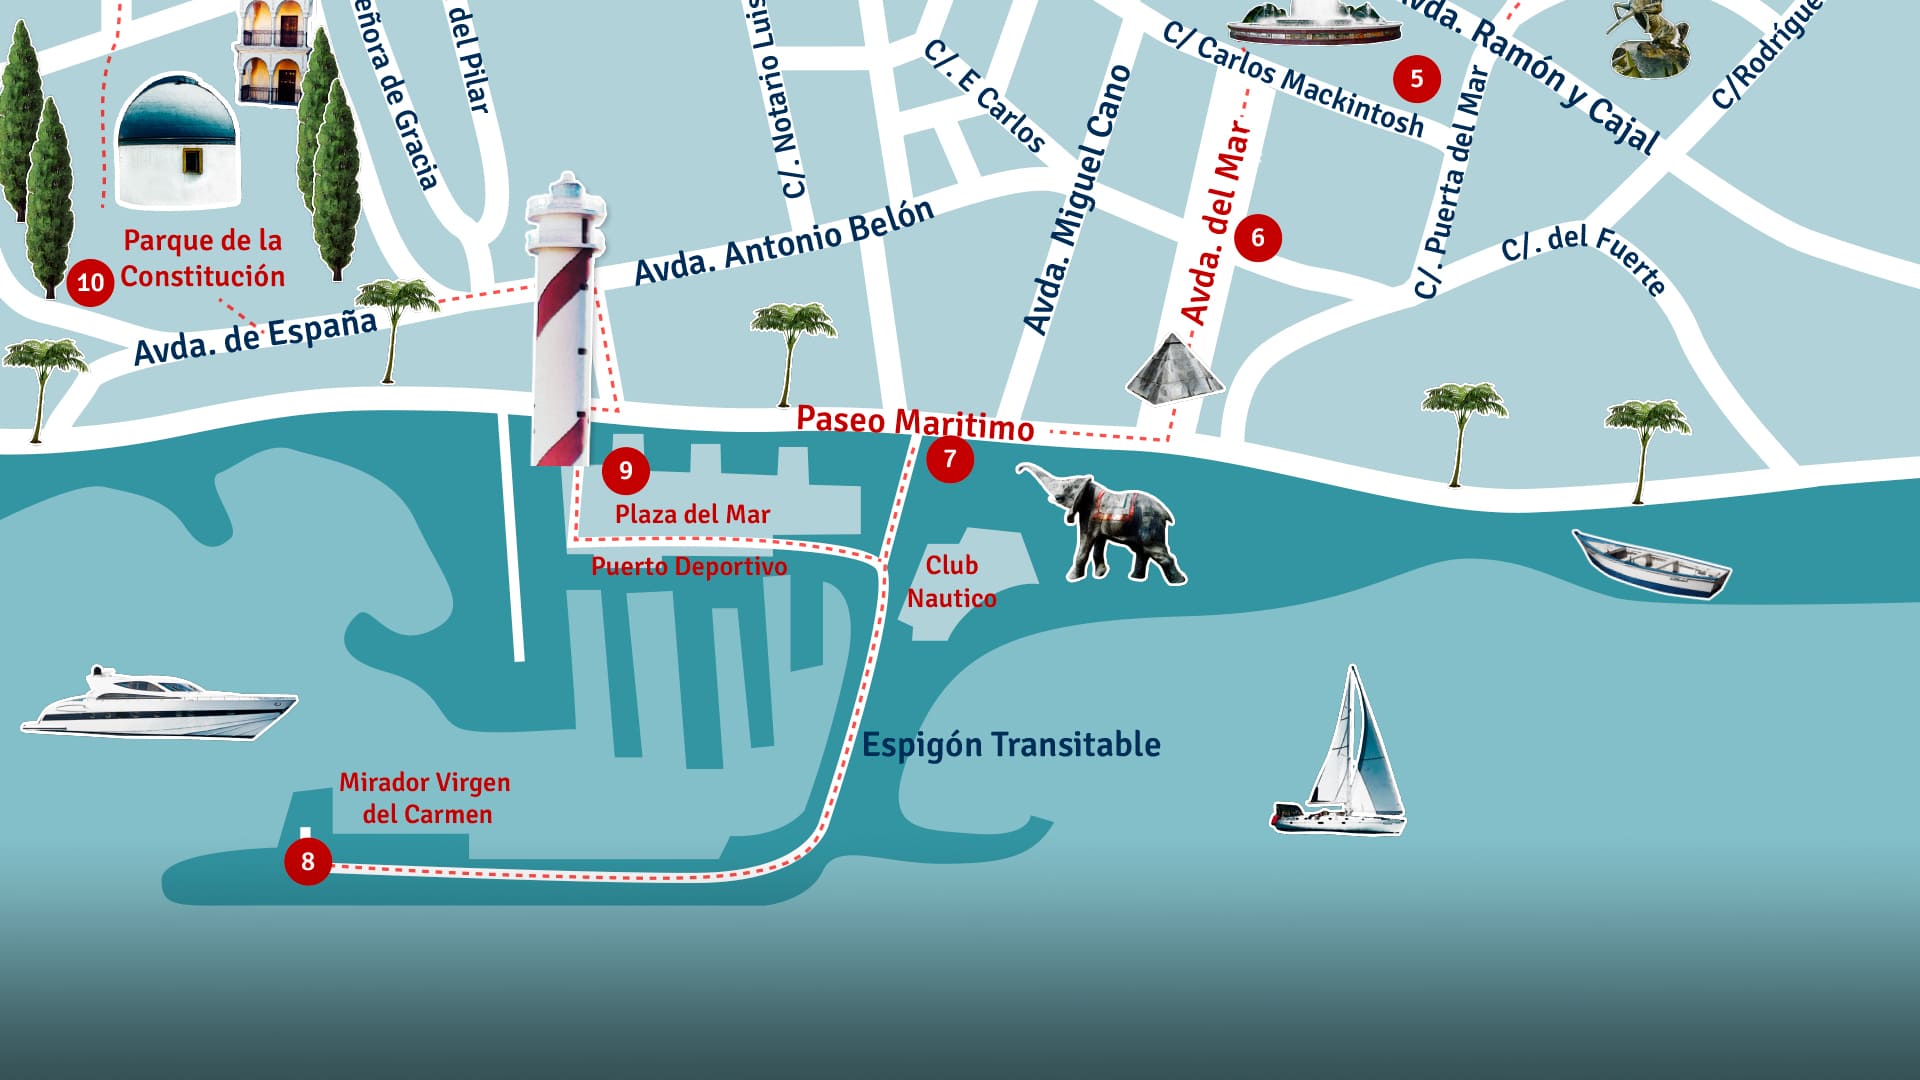 eñora de Gracia
del Pilar
C/. Notario Luis
C/. E Carlos
Avda. Miguel Cano
C/ Carlos Mackintosh
5
Avda. Ramón y Cajal
C/Rodrígue
C/. Puerta del Mar
Avda. del Mar
6
C/. del Fuerte
Avda. Antonio Belón
Parque de la
Constitución
10
Avda. de España
Paseo Maritimo
7
9
Plaza del Mar
Puerto Deportivo
Club
Nautico
Espigón Transitable
Mirador Virgen
del Carmen
8